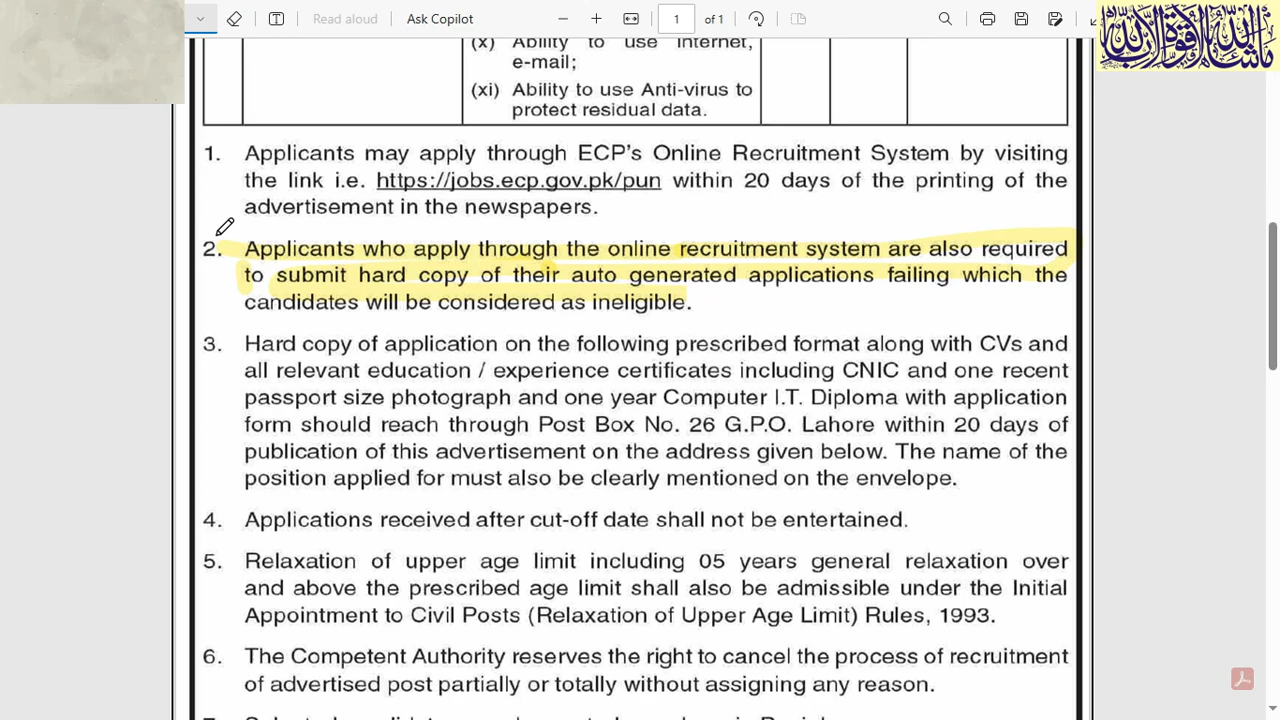 Read aloud Ask Copilot 1 of 1
(x) Ability to use Internet,
e-mail;
(xi) Ability to use Anti-virus to
protect residual data.
1. Applicants may apply through ECP's Online Recruitment System by visiting
the link i.e. https://jobs.ecp.gov.pk/pun within 20 days of the printing of the
advertisement in the newspapers.
2. Applicants who apply through the online recruitment system are also required
to submit hard copy of their auto generated applications failing which the
candidates will be considered as ineligible.
3. Hard copy of application on the following prescribed format along with CVs and
all relevant education / experience certificates including CNIC and one recent
passport size photograph and one year Computer I.T. Diploma with application
form should reach through Post Box No. 26 G.P.O. Lahore within 20 days of
publication of this advertisement on the address given below. The name of the
position applied for must also be clearly mentioned on the envelope.
4. Applications received after cut-off date shall not be entertained.
5. Relaxation of upper age limit including 05 years general relaxation over
and above the prescribed age limit shall also be admissible under the Initial
Appointment to Civil Posts (Relaxation of Upper Age Limit) Rules, 1993.
6. The Competent Authority reserves the right to cancel the process of recruitment
of advertised post partially or totally without assigning any reason.
ماشاء الله لا قوة إلا بالله